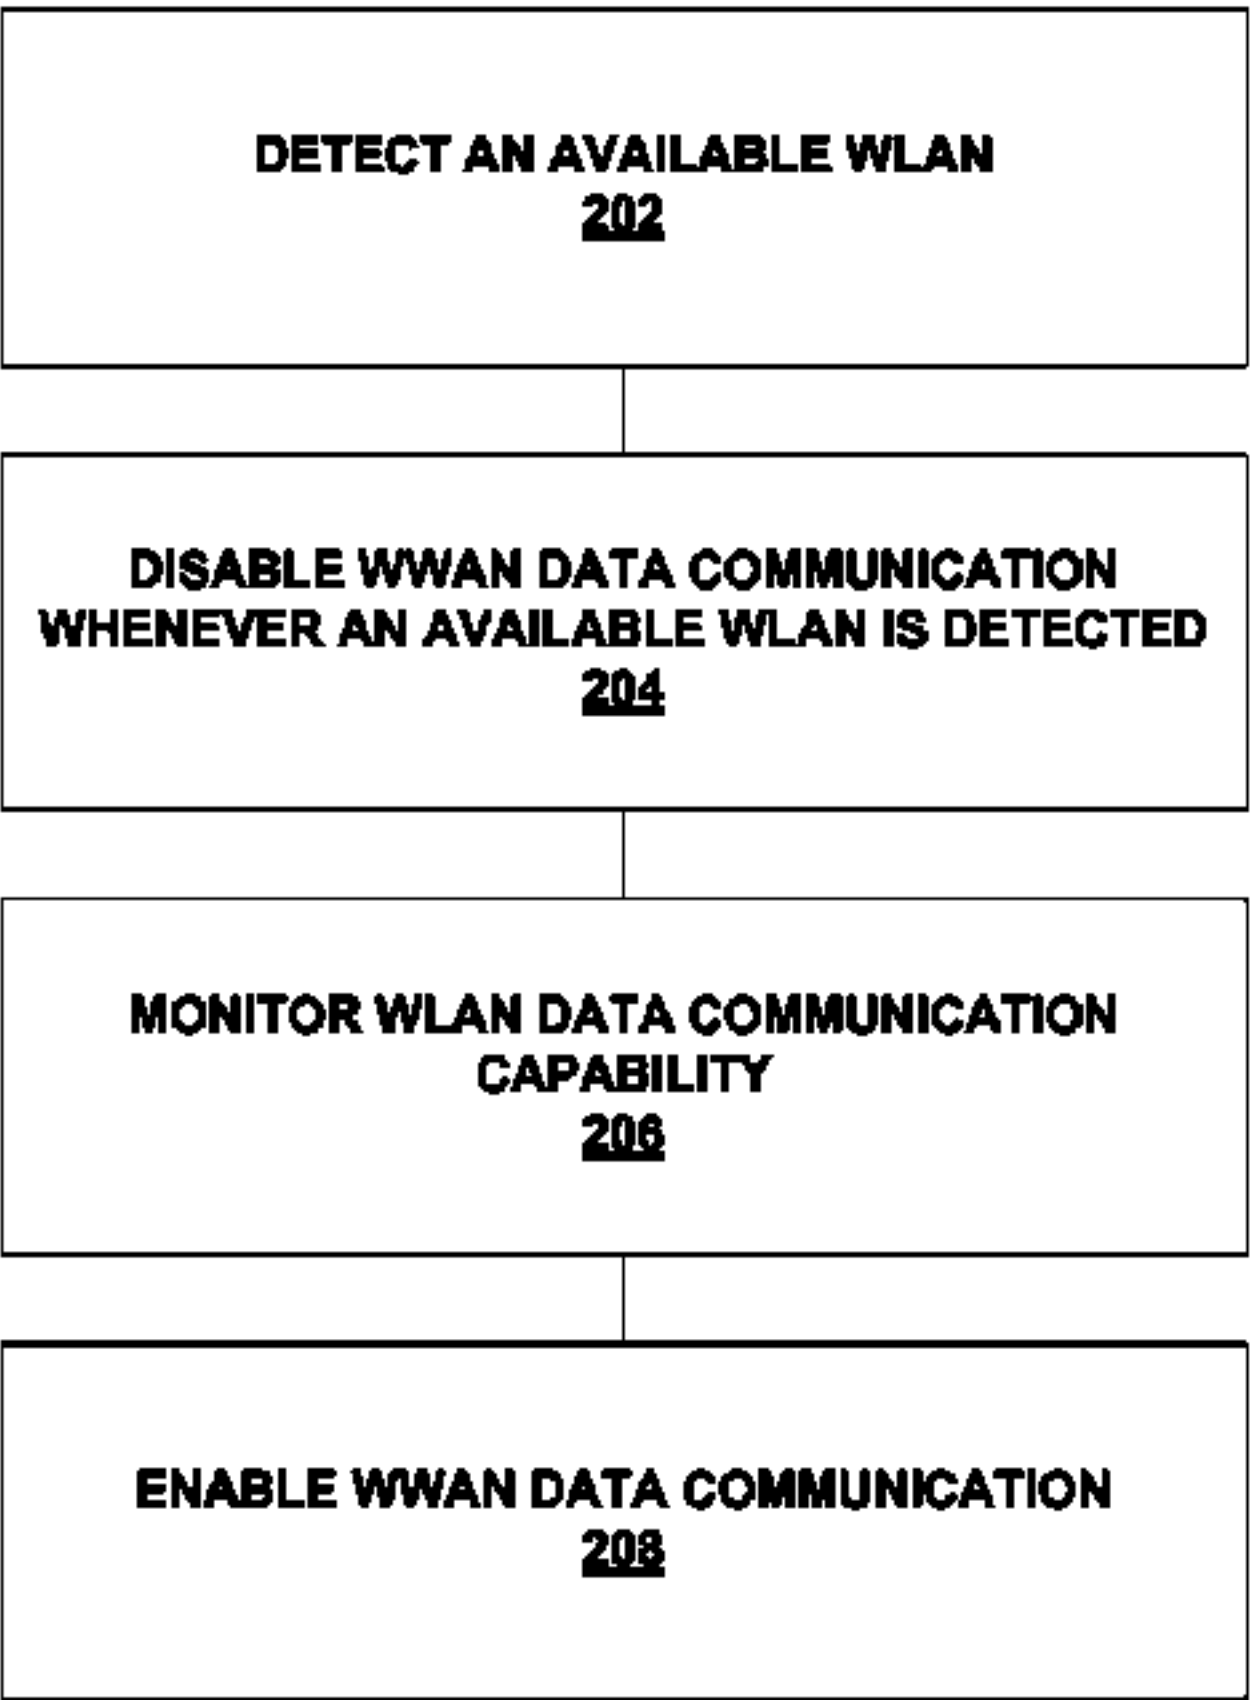 DETECT AN AVAILABLE WLAN
202
DISABLE WWAN DATA COMMUNICATION
WHENEVER AN AVAILABLE WLAN IS DETECTED
204
MONITOR WLAN DATA COMMUNICATION
CAPABILITY
206
ENABLE WWAN DATA COMMUNICATION
208